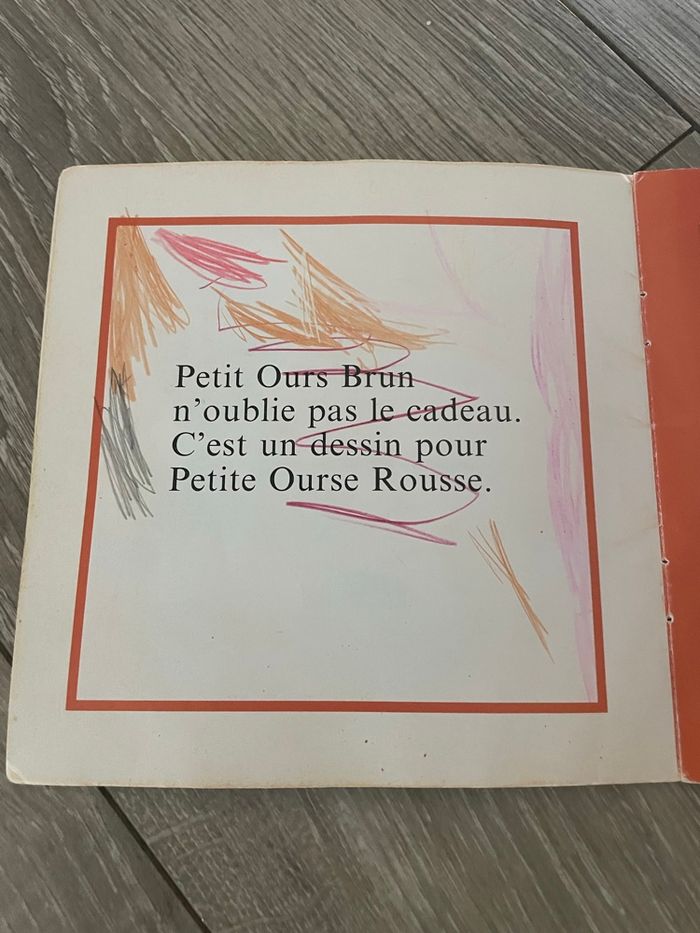 Petit Ours Brun
n'oublie pas le cadeau.
C'est un dessin pour
Petite Ourse Rousse.